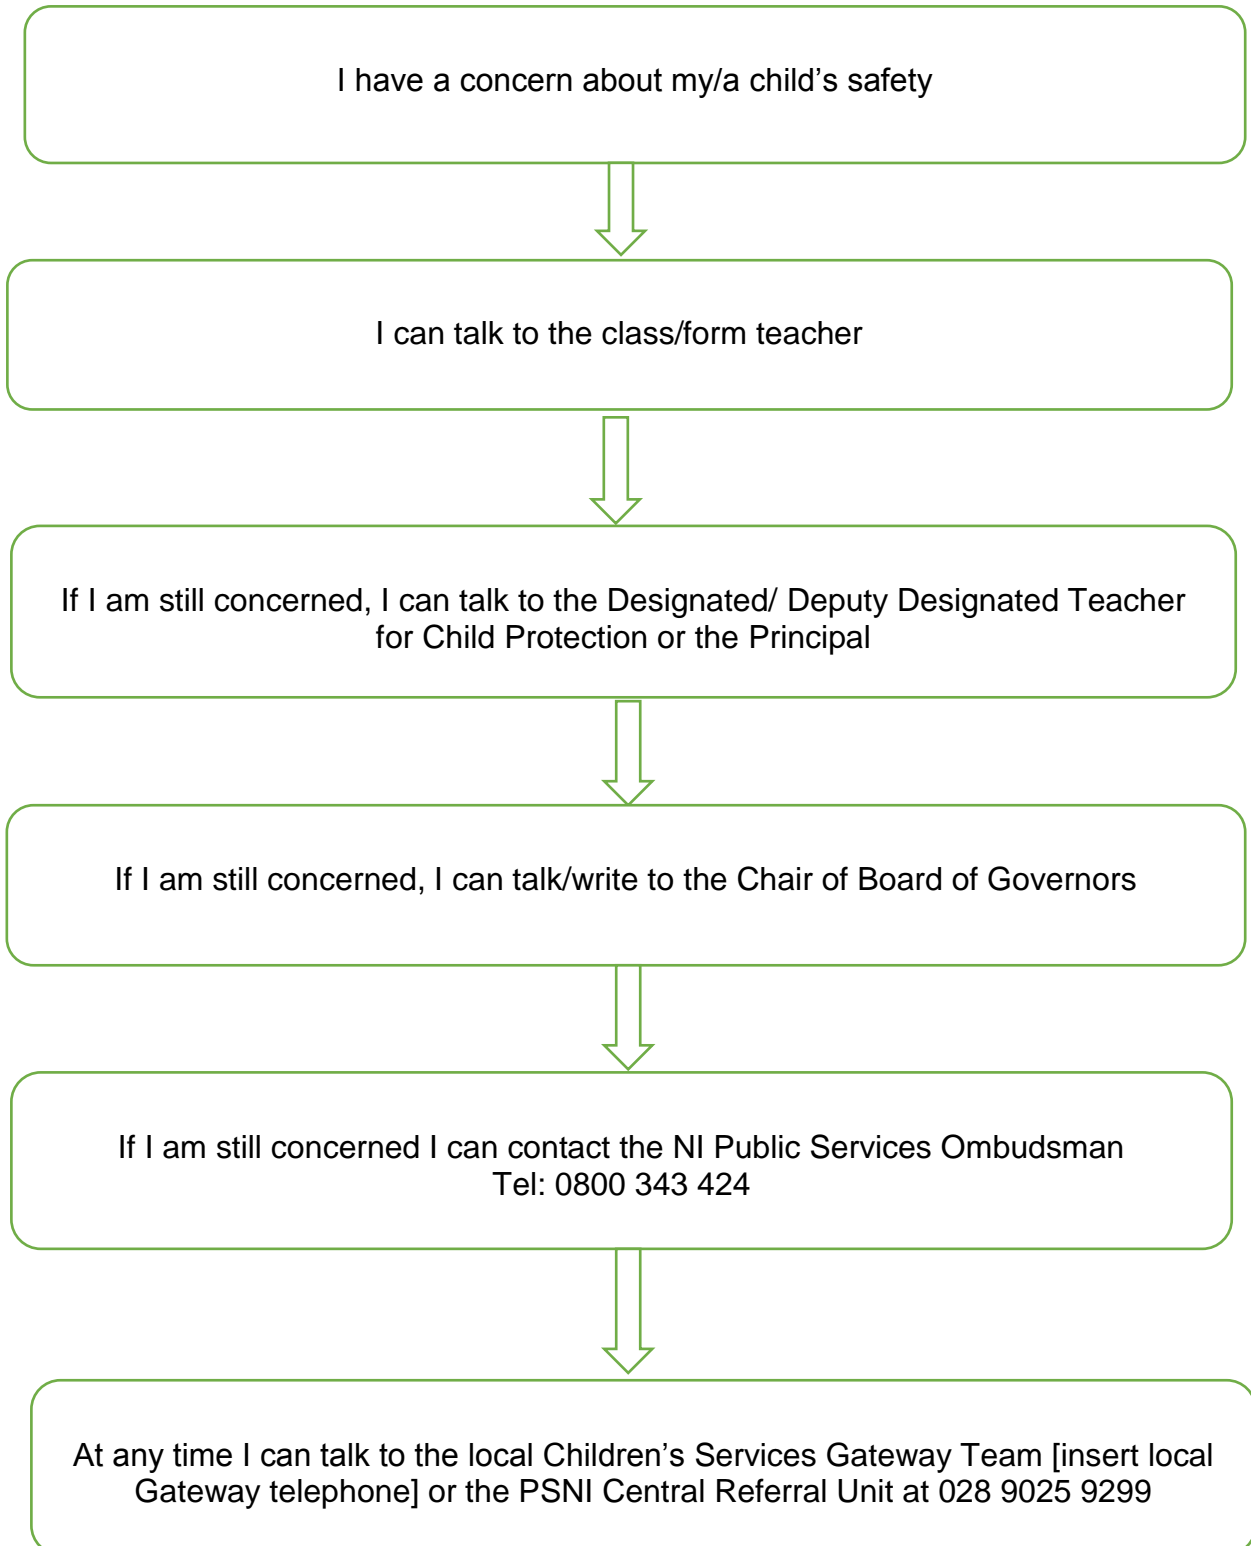 I have a concern about my/a child’s safety
I can talk to the class/form teacher
If I am still concerned, I can talk to the Designated/ Deputy Designated Teacher
for Child Protection or the Principal
If I am still concerned, I can talk/write to the Chair of Board of Governors
If I am still concerned I can contact the NI Public Services Ombudsman
Tel: 0800 343 424
At any time I can talk to the local Children’s Services Gateway Team [insert local
Gateway telephone] or the PSNI Central Referral Unit at 028 9025 9299